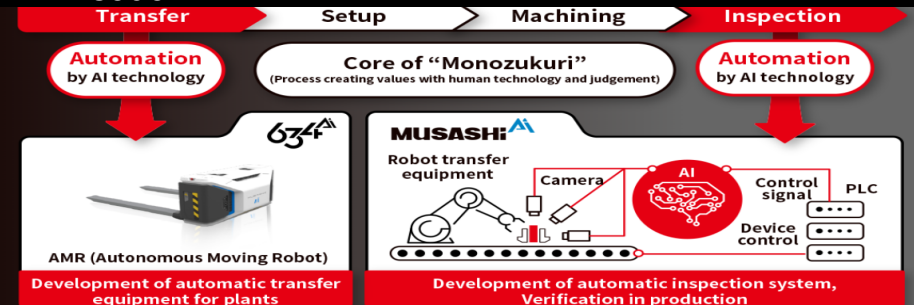 Transfer
Setup
Machining
Inspection
Automation
by AI technology
Core of “Monozukuri”
(Process creating values with human technology and judgement)
Automation
by AI technology
634 Ai
AMR (Autonomous Moving Robot)
Development of automatic transfer
equipment for plants
MUSASHi Ai
Robot transfer
equipment
Camera
AI
Control
signal
PLC
Device
control
Development of automatic inspection system,
Verification in production